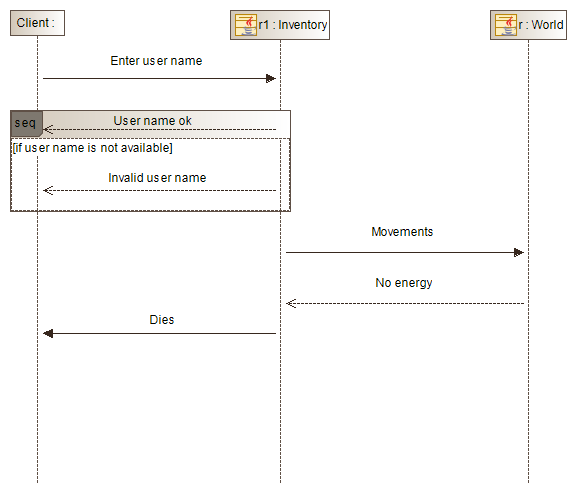 Client :
r1 : Inventory
r : World
Enter user name
seq
User name ok
[if user name is not available]
Invalid user name
Movements
No energy
Dies